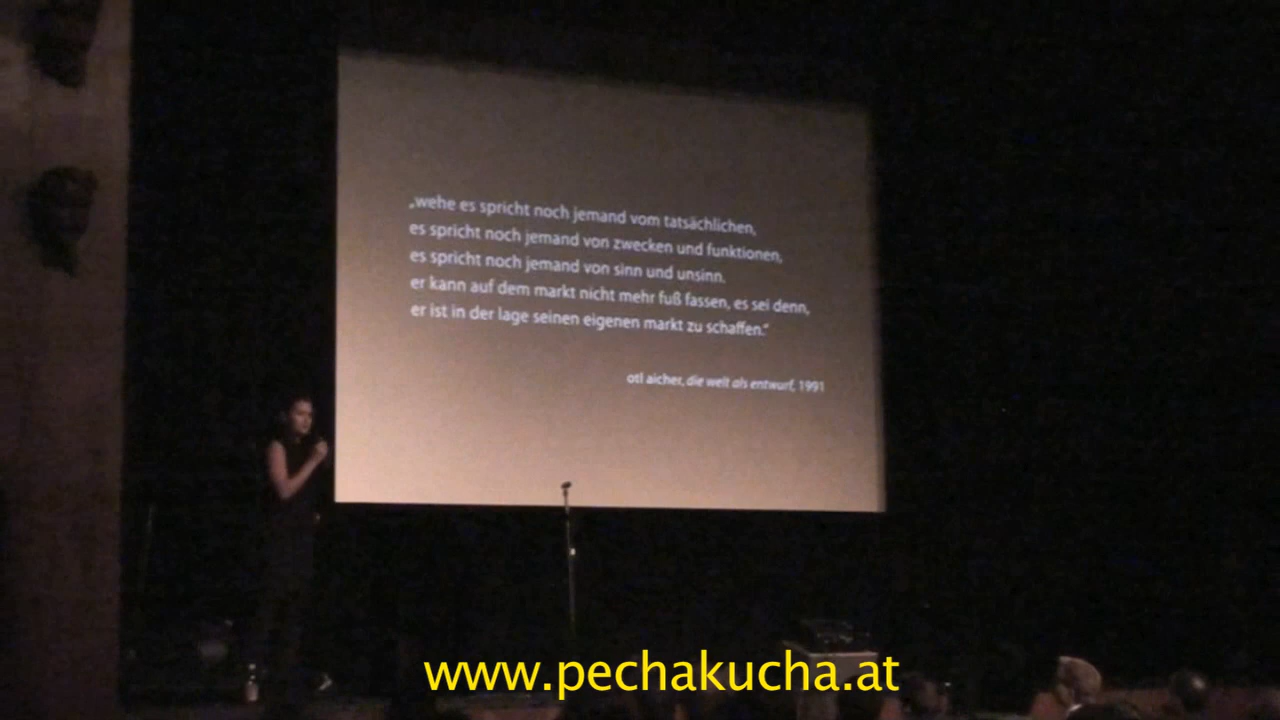 „wehe es spricht noch jemand vom tatsächlichen,
es spricht noch jemand von zwecken und funktionen,
es spricht noch jemand von sinn und unsinn.
er kann auf dem markt nicht mehr fuß fassen, es sei denn,
er ist in der lage seinen eigenen markt zu schaffen.“
otl aicher, die welt als entwurf, 1991
www.pechakucha.at